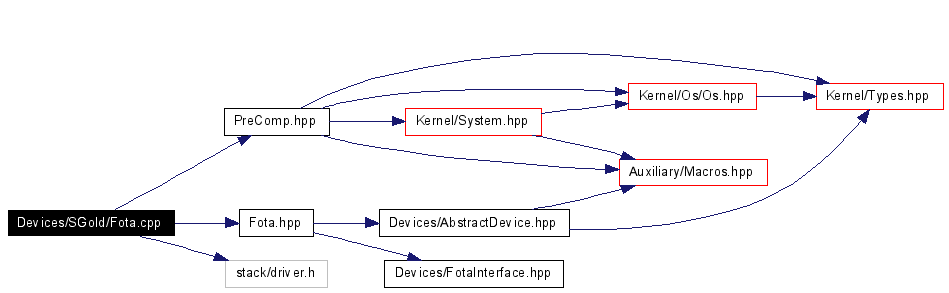 Kernel/Os/Os.hpp
Kernel/Types.hpp
PreComp.hpp
Kernel/System.hpp
Auxiliary/Macros.hpp
Devices/SGold/Fota.cpp
Fota.hpp
Devices/AbstractDevice.hpp
stack/driver.h
Devices/FotaInterface.hpp